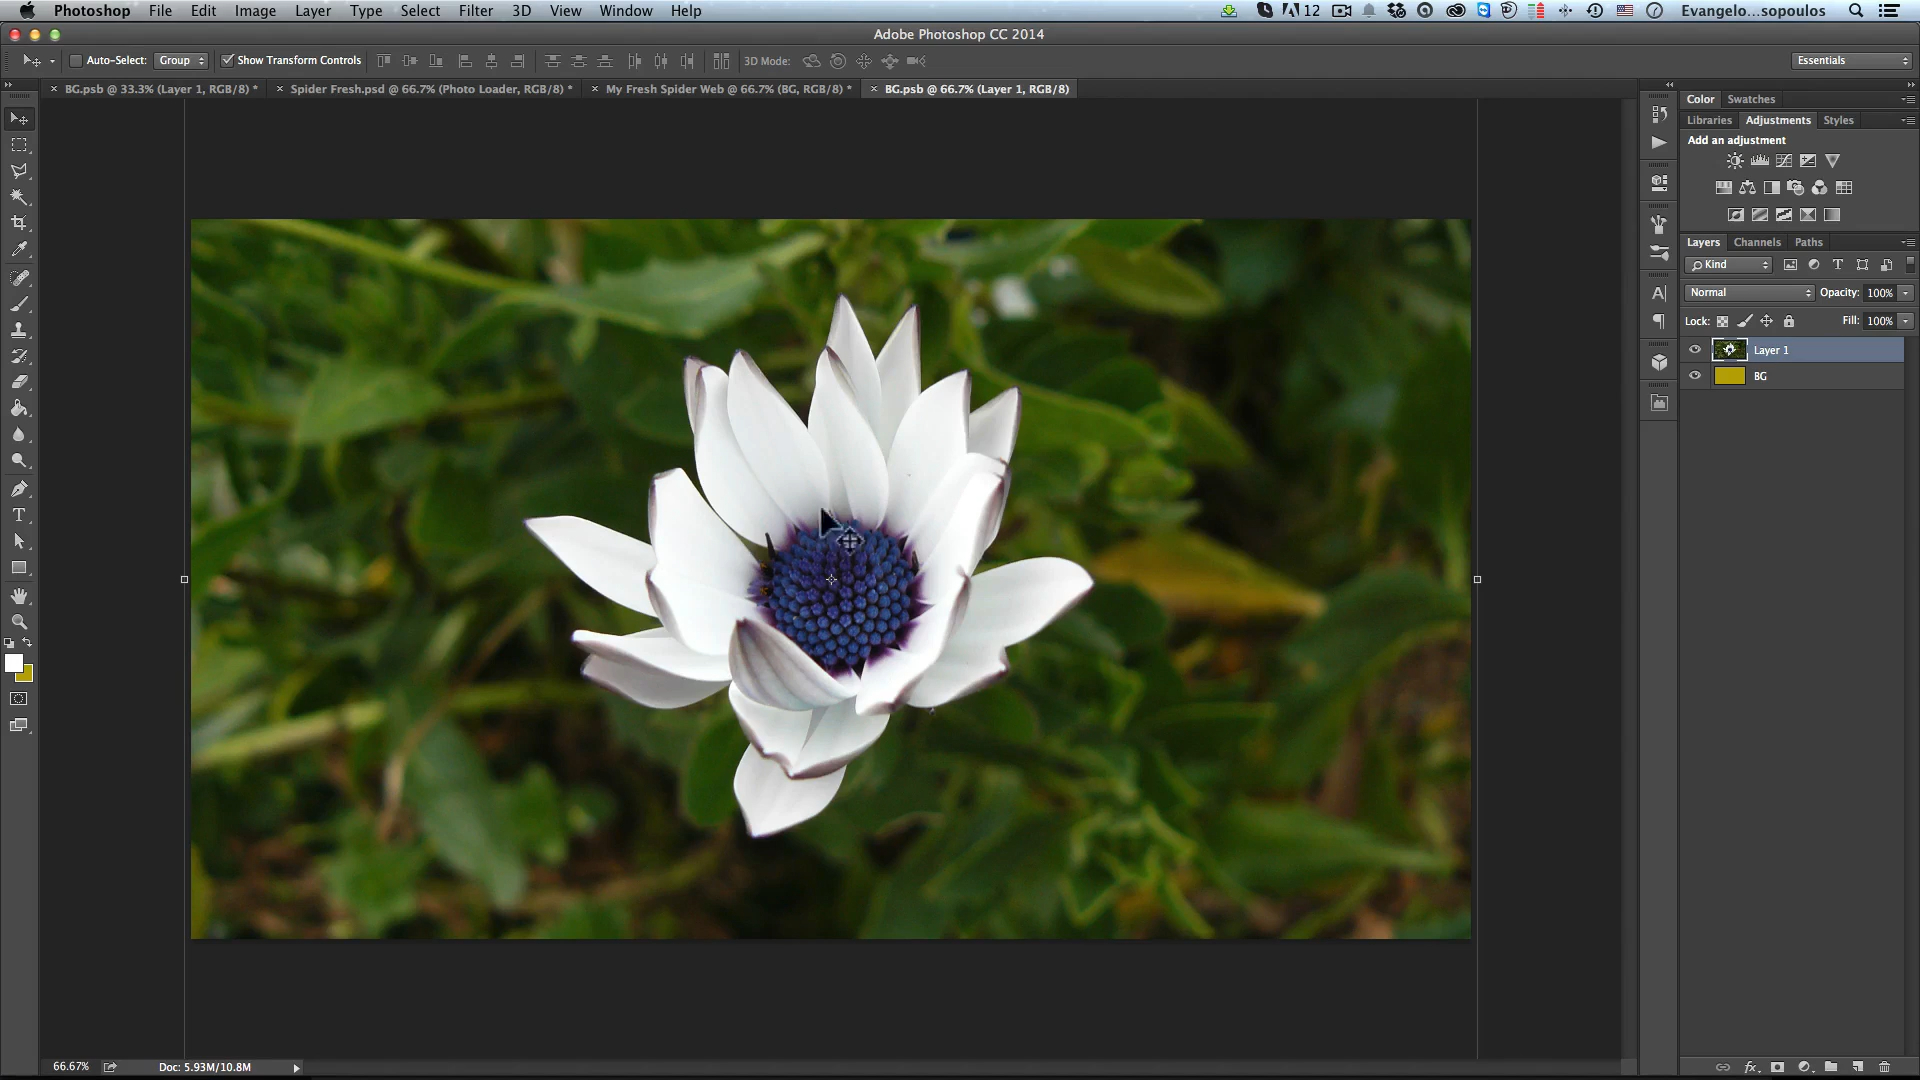 Photoshop File Edit Image Layer Type Select Filter 3D View Window Help 12 Evangelo...sopoulos
Adobe Photoshop CC 2014
Auto-Select: Group Show Transform Controls 3D Mode: Essentials
BG.psb @ 33.3% (Layer 1, RGB/8) * Spider Fresh.psd @ 66.7% (Photo Loader, RGB/8) * My Fresh Spider Web @ 66.7% (BG, RGB/8) * BG.psb @ 66.7% (Layer 1, RGB/8)
Color Swatches
Libraries Adjustments Styles
Add an adjustment
Layers Channels Paths
Kind
Normal Opacity: 100%
Lock: Fill: 100%
Layer 1
BG
66.67% Doc: 5.93M/10.8M